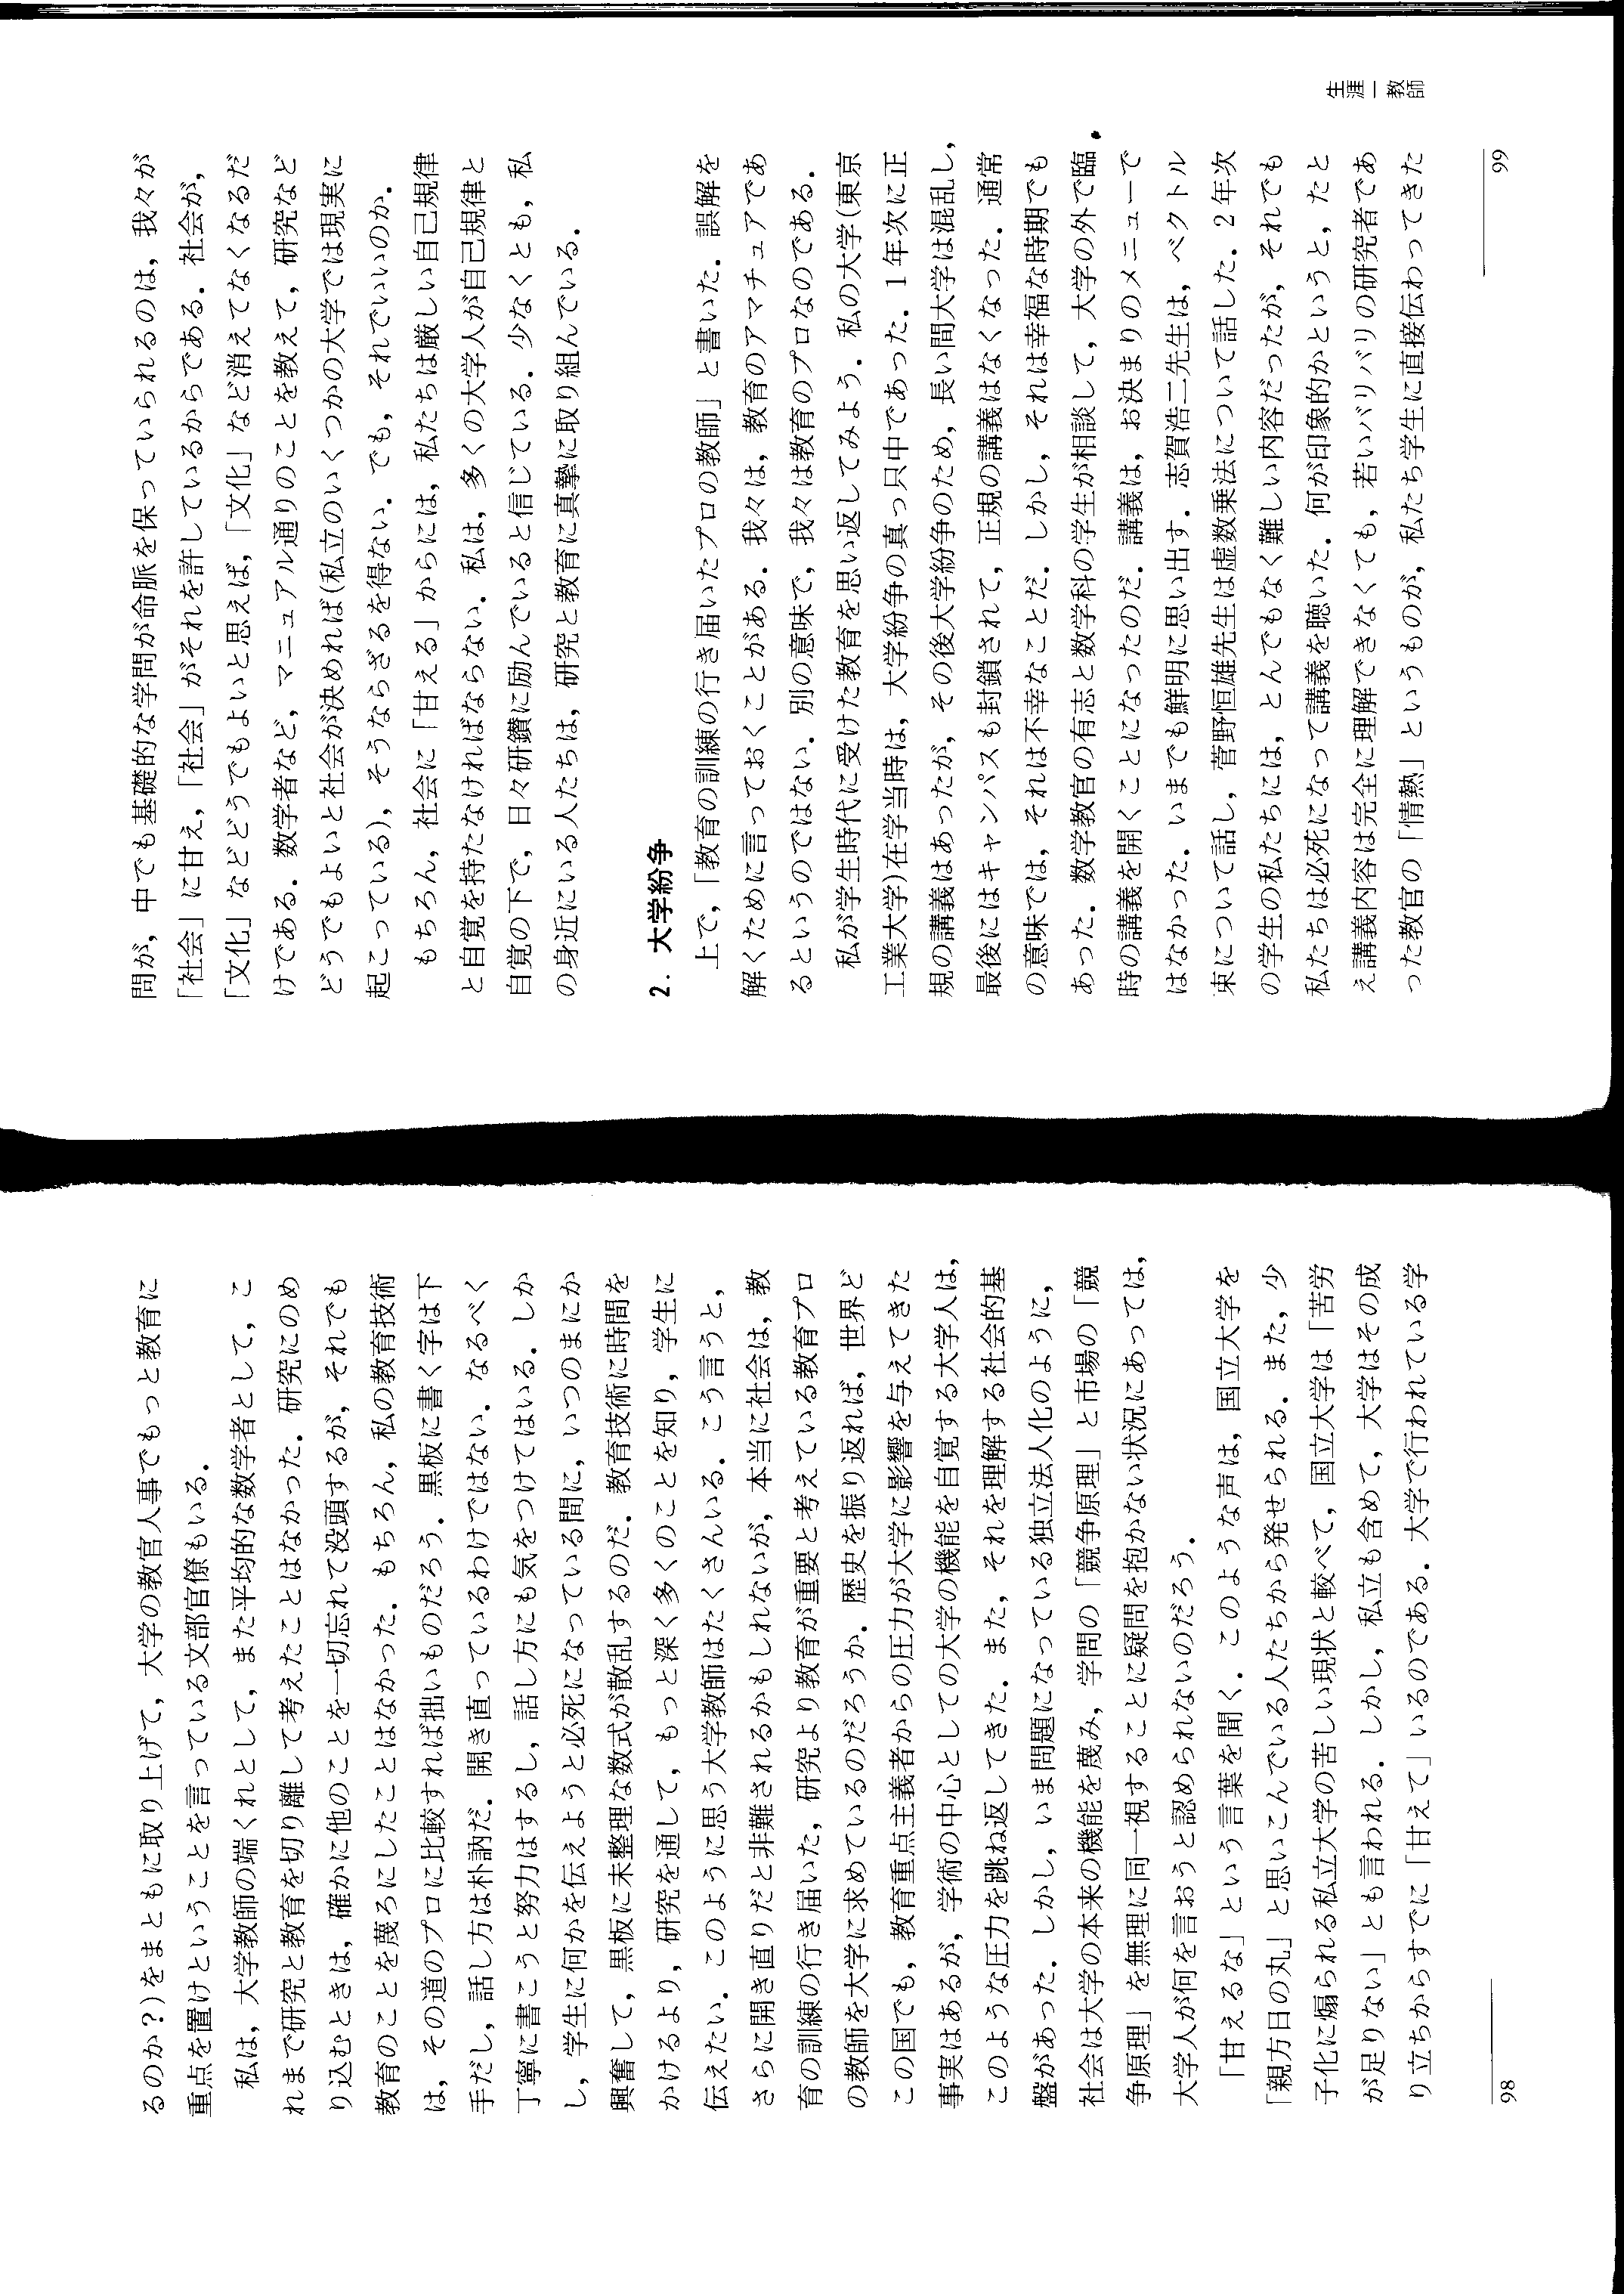 るのか？)をまともに取り上げて，大学の教官人事でもっと教育に
重点を置けということを言っている文部官僚もいる．
私は，大学教師の端くれとして，また平均的な数学者として，こ
れまで研究と教育を切り離して考えたことはなかった．研究にのめ
り込むときは，確かに他のことを一切忘れて没頭するが，それでも
教育のことを蔑ろにしたことはなかった．もちろん，私の教育技術
は，その道のプロに比較すれば拙いものだろう．黒板に書く字は下
手だし，話し方は朴訥だ．開き直っているわけではない．なるべく
丁寧に書こうと努力はするし，話し方にも気をつけてはいる．しか
し，学生に何かを伝えようと必死になっている間に，いつのまにか
興奮して，黒板に未整理な数式が散乱するのだ．教育技術に時間を
かけるより，研究を通して，もっと深く多くのことを知り，学生に
伝えたい．このように思う大学教師はたくさんいる．こう言うと，
さらに開き直りだと非難されるかもしれないが，本当に社会は，教
育の訓練の行き届いた，研究より教育が重要と考えている教育プロ
の教師を大学に求めているのだろうか．歴史を振り返れば，世界ど
この国でも，教育重点主義者からの圧力が大学に影響を与えてきた
事実はあるが，学術の中心としての大学の機能を自覚する大学人は，
このような圧力を跳ね返してきた．また，それを理解する社会的基
盤があった．しかし，いま問題になっている独立法人化のように，
社会は大学の本来の機能を蔑み，学問の「競争原理」と市場の「競
争原理」を無理に同一視することに疑問を抱かない状況にあっては，
大学人が何を言おうと認められないのだろう．
「甘えるな」という言葉を聞く．このような声は，国立大学を
「親方日の丸」と思いこんでいる人たちから発せられる．また，少
子化に煽られる私立大学の苦しい現状と較べて，国立大学は「苦労
が足りない」とも言われる．しかし，私立も含めて，大学はその成
り立ちからすでに「甘えて」いるのである．大学で行われている学
98
問が，中でも基礎的な学問が命脈を保っていられるのは，我々が
「社会」に甘え，「社会」がそれを許しているからである．社会が，
「文化」などどうでもよいと思えば，「文化」など消えてなくなるだ
けである．数学者など，マニュアル通りのことを教えて，研究など
どうでもよいと社会が決めれば(私立のいくつかの大学では現実に
起こっている)，そうならざるを得ない．でも，それでいいのか．
もちろん，社会に「甘える」からには，私たちは厳しい自己規律
と自覚を持たなければならない．私は，多くの大学人が自己規律と
自覚の下で，日々研鑽に励んでいると信じている．少なくとも，私
の身近にいる人たちは，研究と教育に真摯に取り組んでいる．
2. 大学紛争
上で，「教育の訓練の行き届いたプロの教師」と書いた．誤解を
解くために言っておくことがある．我々は，教育のアマチュアであ
るというのではない．別の意味で，我々は教育のプロなのである．
私が学生時代に受けた教育を思い返してみよう．私の大学(東京
工業大学)在学当時は，大学紛争の真っ只中であった．1年次に正
規の講義はあったが，その後大学紛争のため，長い間大学は混乱し，
最後にはキャンパスも封鎖されて，正規の講義はなくなった．通常
の意味では，それは不幸なことだ．しかし，それは幸福な時期でも
あった．数学教官の有志と数学科の学生が相談して，大学の外で臨
時の講義を開くことになったのだ．講義は，お決まりのメニューで
はなかった．いまでも鮮明に思い出す．志賀浩二先生は，ベクトル
束について話し，菅野恒雄先生は虚数乗法について話した．2年次
の学生の私たちには，とんでもなく難しい内容だったが，それでも
私たちは必死になって講義を聴いた．何が印象的かというと，たと
え講義内容は完全に理解できなくても，若いバリバリの研究者であ
った教官の「情熱」というものが，私たち学生に直接伝わってきた
生涯一教師
99